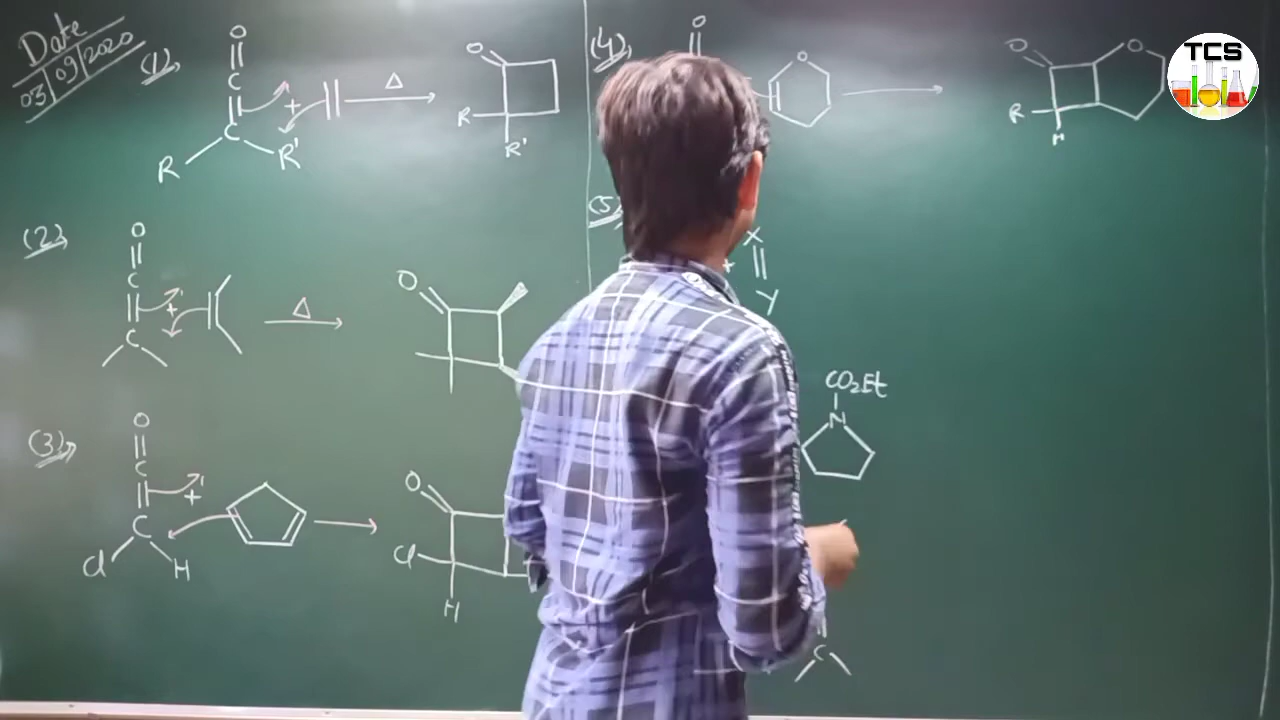 Date
03/09/2020
(1)
O
C
C
R
R'
+
Δ
O
R
R'
(2)
O
C
C
+
Δ
O
(3)
O
C
C
Cl
H
+
O
Cl
H
(4)
O
O
O
O
R
H
(5)
+
X
Y
CO₂Et
N
C
TCS